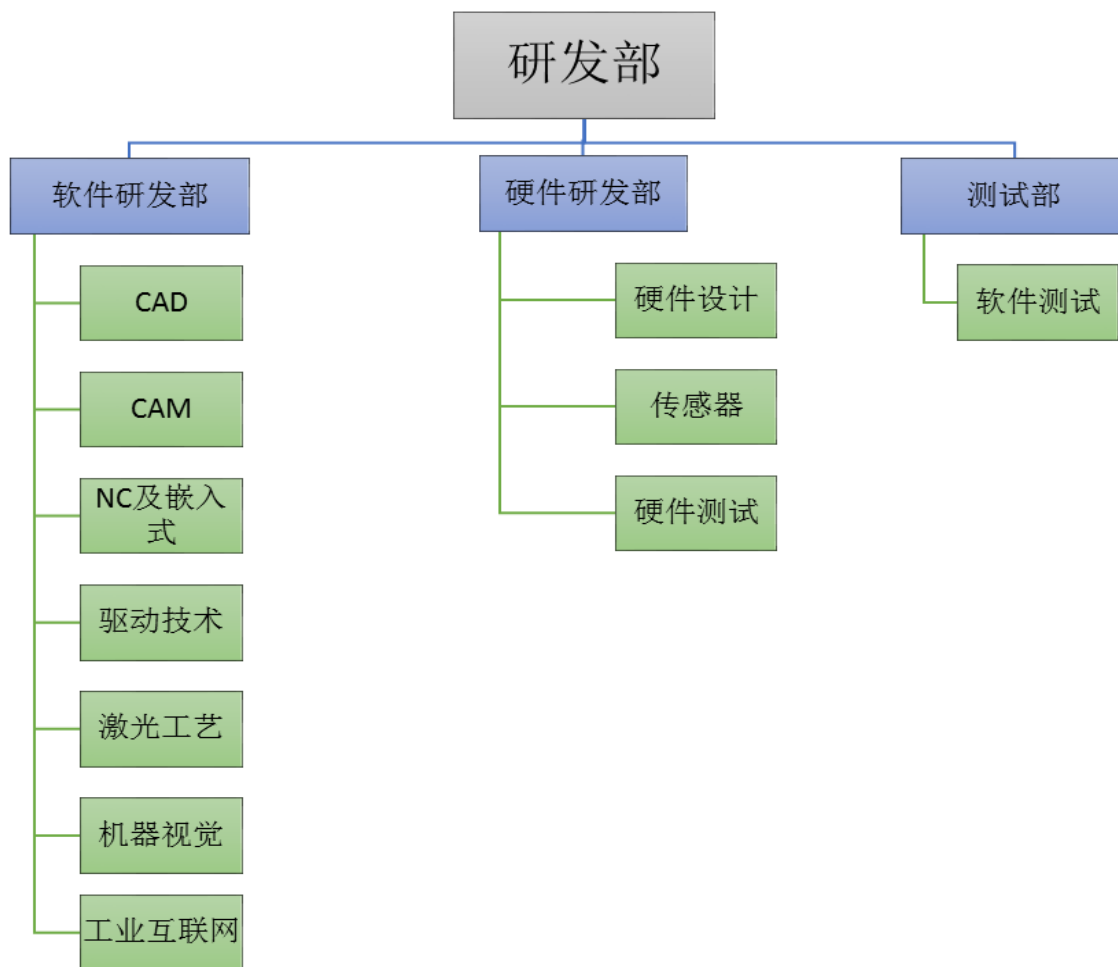 研发部
软件研发部
硬件研发部
测试部
CAD
硬件设计
软件测试
CAM
传感器
NC及嵌入
式
硬件测试
驱动技术
激光工艺
机器视觉
工业互联网